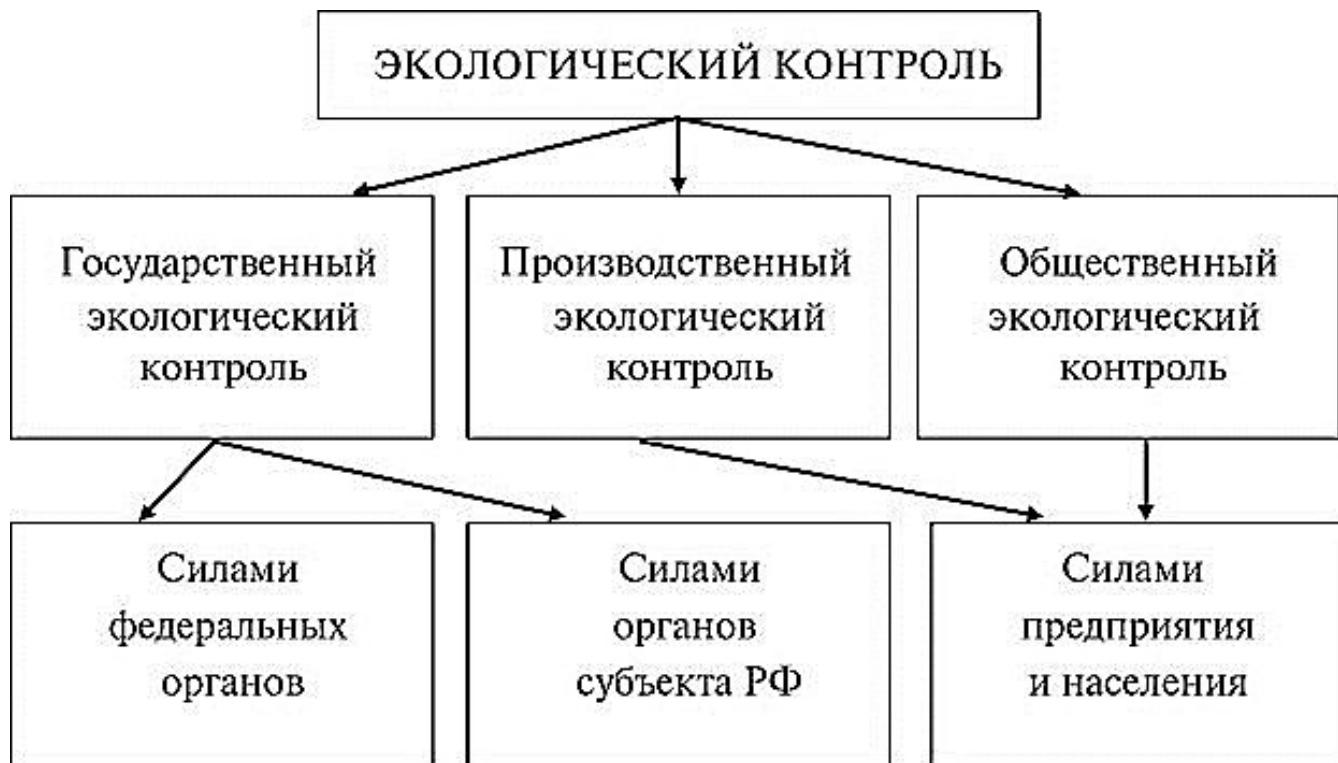 ЭКОЛОГИЧЕСКИЙ КОНТРОЛЬ
Государственный
экологический
контроль
Производственный
экологический
контроль
Общественный
экологический
контроль
Силами
федеральных
органов
Силами
органов
субъекта РФ
Силами
предприятия
и населения